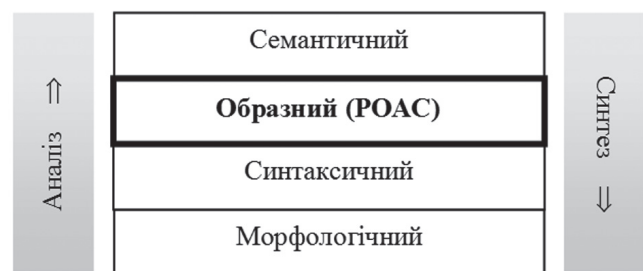 Аналіз ⇒
Семантичний
Образний (РОАС)
Синтаксичний
Морфологічний
Синтез ⇒